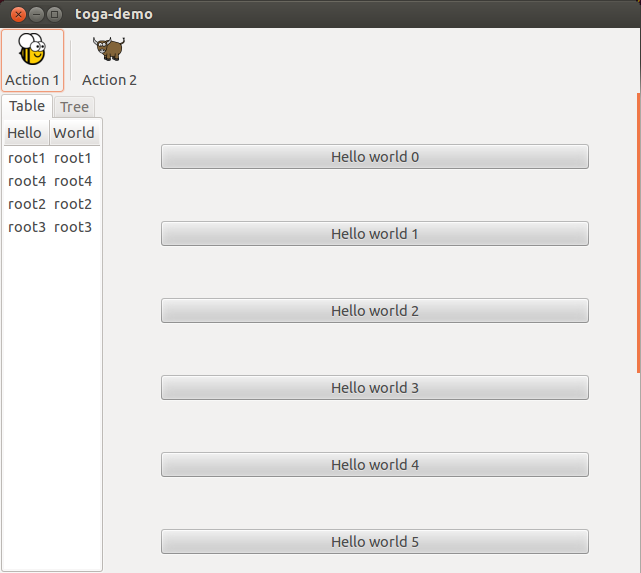 toga-demo
Action 1 Action 2
Table Tree
Hello World
root1 root1
root4 root4
root2 root2
root3 root3
Hello world 0
Hello world 1
Hello world 2
Hello world 3
Hello world 4
Hello world 5